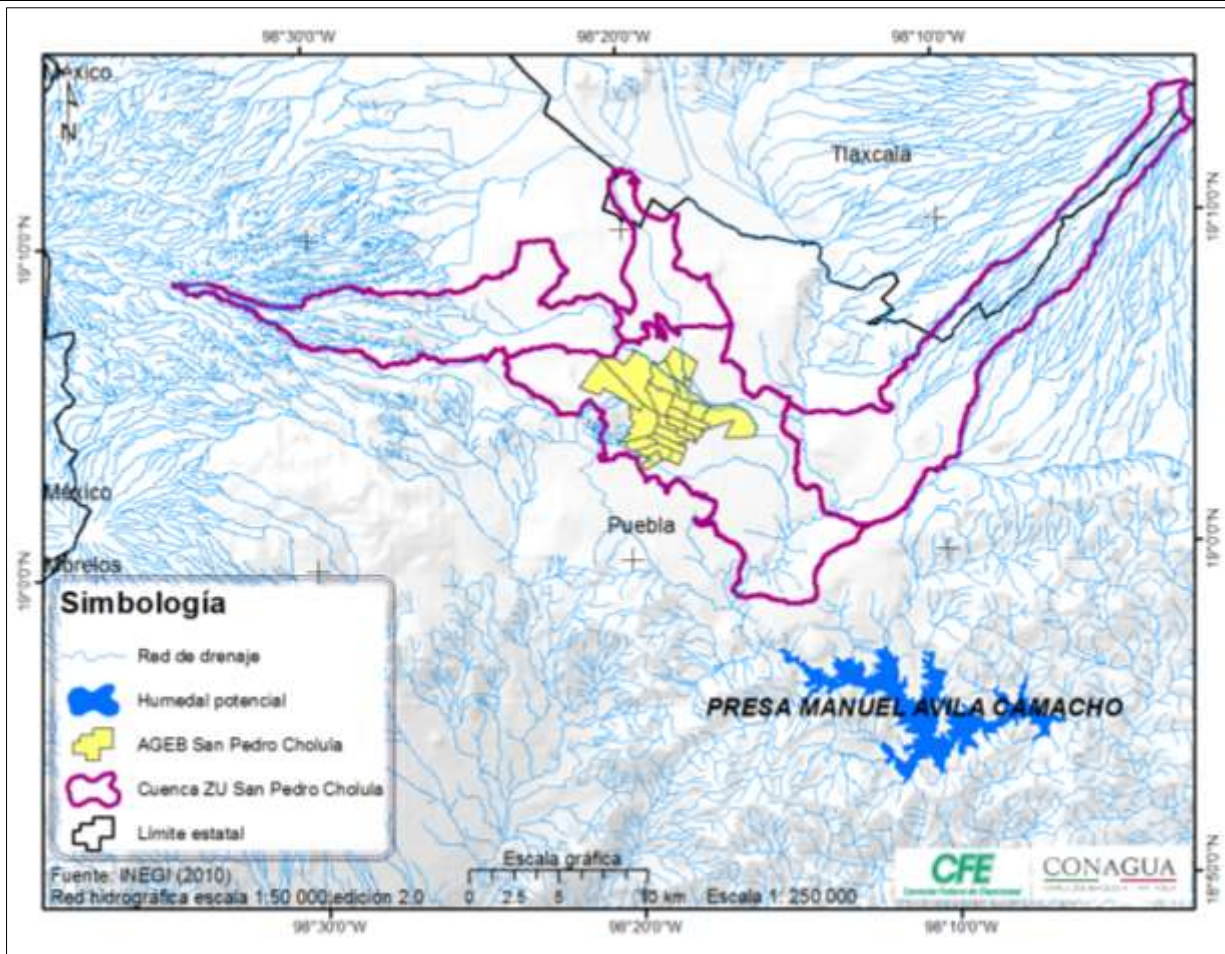 98°30'0"W 98°20'0"W 98°10'0"W
México
N
Tlaxcala
19°10'0"N
19°10'0"N
México
Puebla
19°0'0"N
Morelos
19°0'0"N
Simbología
Red de drenaje
Humedal potencial
PRESA MANUEL AVILA CAMACHO
AGEB San Pedro Cholula
Cuenca ZU San Pedro Cholula
Límite estatal
Escala gráfica
CFE
CONAGUA
Fuente: INEGI (2010)
Red hidrográfica escala 1:50 000 edición 2.0
0 2.5 5 10 km
Escala 1: 250 000
18°50'0"N
98°30'0"W 98°20'0"W 98°10'0"W